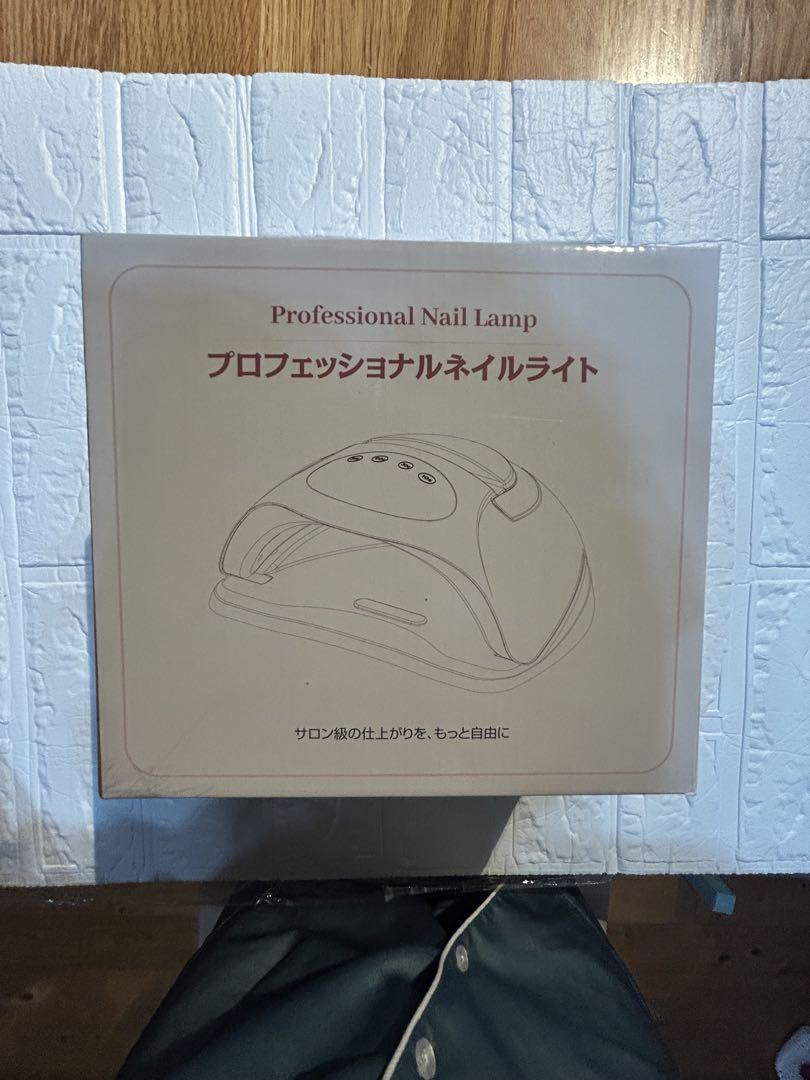 Professional Nail Lamp
プロフェッショナルネイルライト
サロン級の仕上がりを、もっと自由に